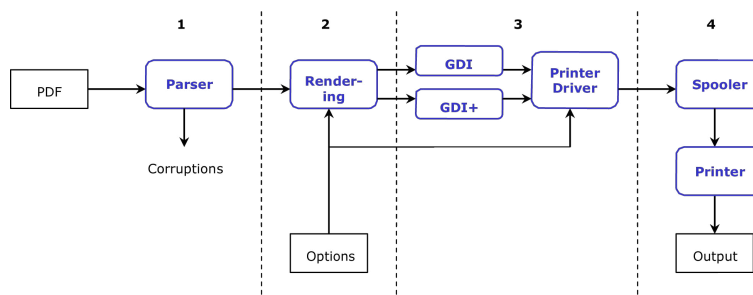 1
2
3
4
PDF
Parser
Render-
ing
GDI
GDI+
Printer
Driver
Spooler
Corruptions
Printer
Options
Output